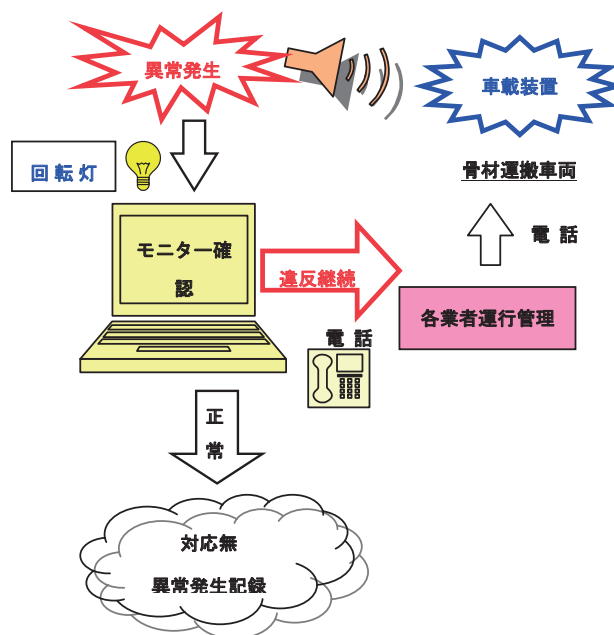 異常発生
車載装置
回転灯
骨材運搬車両
電話
モニター確
認
違反継続
各業者運行管理
電話
正
常
対応無
異常発生記録